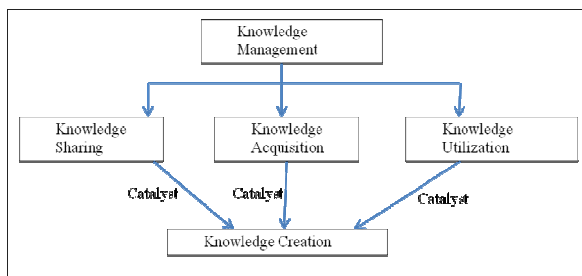 Knowledge
Management
Knowledge
Sharing
Knowledge
Acquisition
Knowledge
Utilization
Catalyst
Catalyst
Catalyst
Knowledge Creation